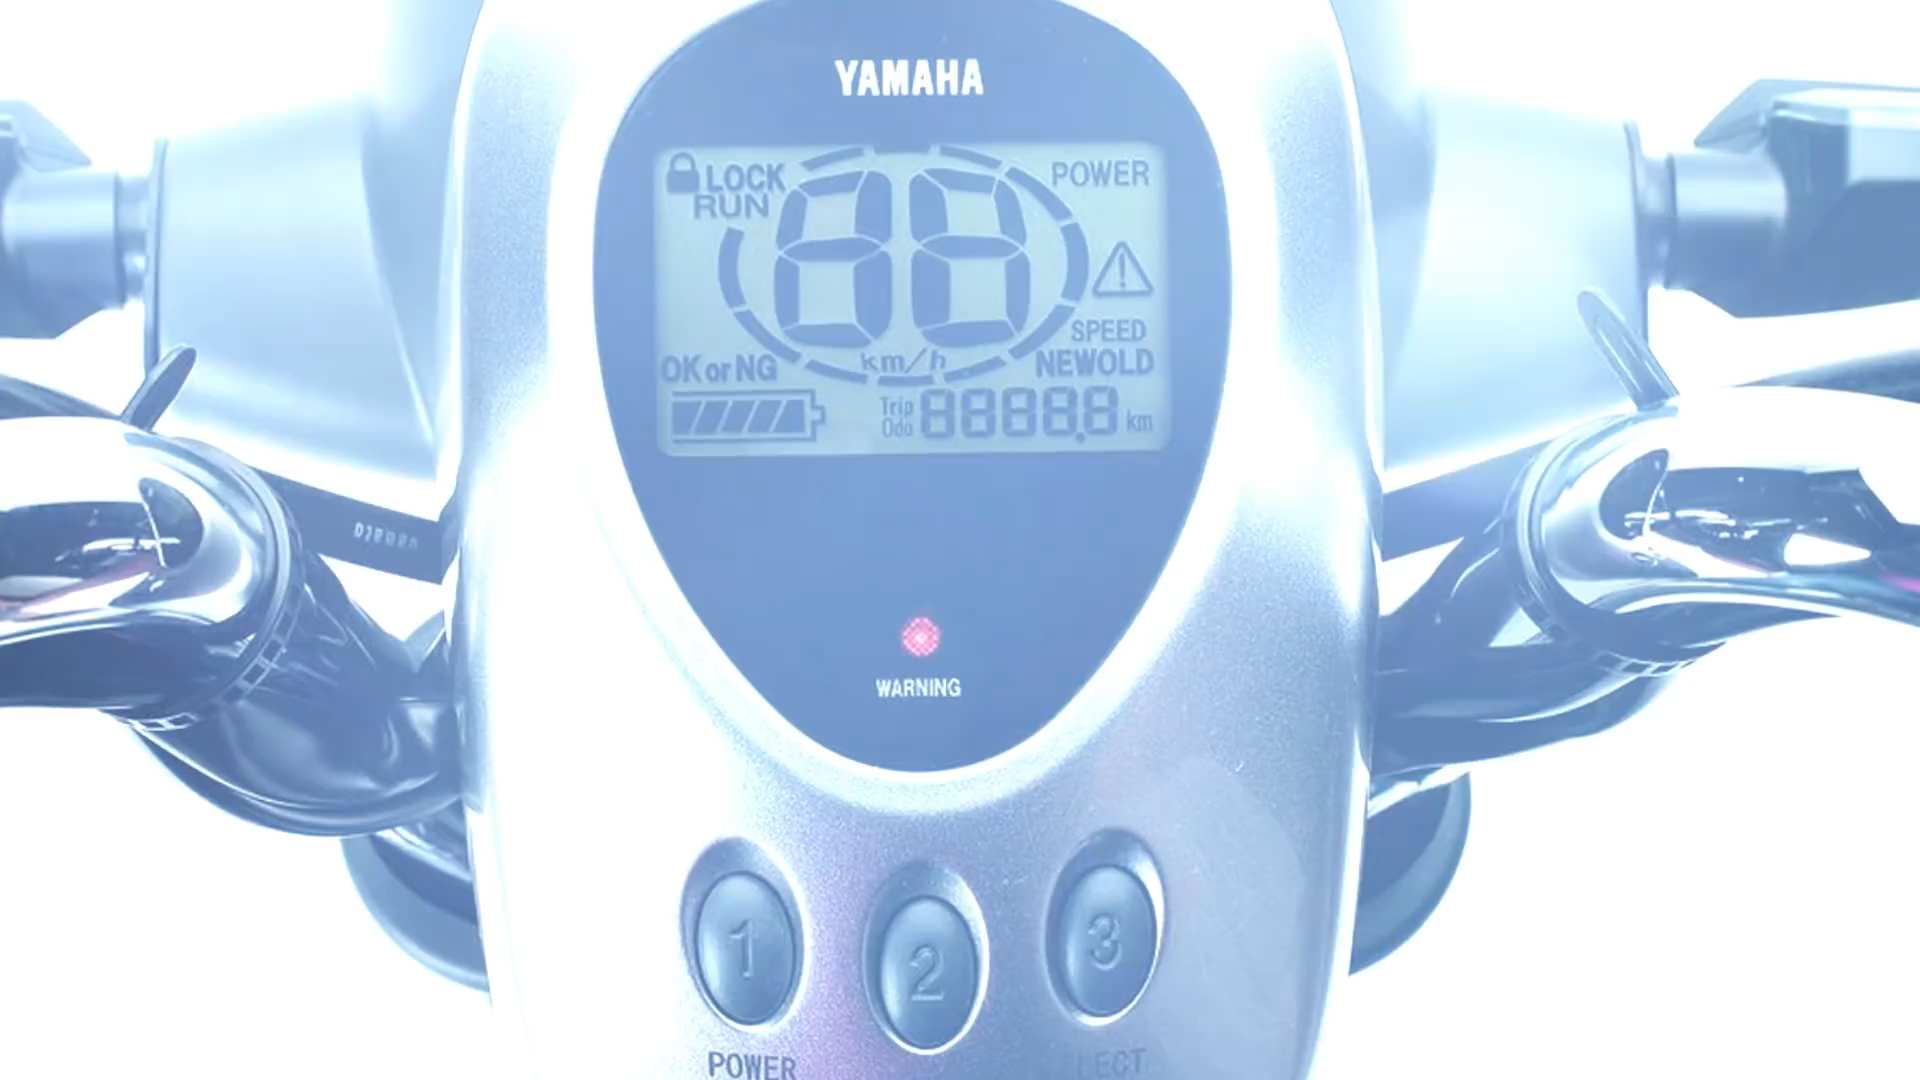 YAMAHA
LOCK
RUN
POWER
88
km/h
SPEED
OK or NG
NEWOLD
Trip
Odo
8888.8 km
WARNING
1
2
3
POWER